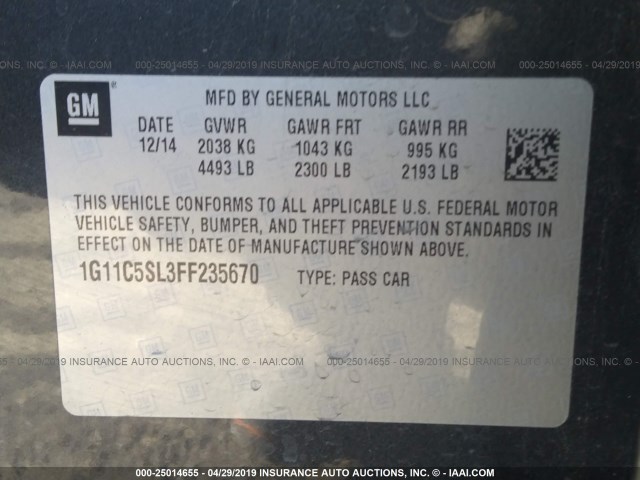 000-25014655 - 04/29/2019 INSURANCE AUTO AUCTIONS, INC. © - IAAI.COM
GM ®
MFD BY GENERAL MOTORS LLC
DATE GVWR GAWR FRT GAWR RR
12/14 2038 KG 1043 KG 995 KG
4493 LB 2300 LB 2193 LB
THIS VEHICLE CONFORMS TO ALL APPLICABLE U.S. FEDERAL MOTOR
VEHICLE SAFETY, BUMPER, AND THEFT PREVENTION STANDARDS IN
EFFECT ON THE DATE OF MANUFACTURE SHOWN ABOVE.
1G11C5SL3FF235670 TYPE: PASS CAR
000-25014655 - 04/29/2019 INSURANCE AUTO AUCTIONS, INC. © - IAAI.COM
000-25014655 - 04/29/2019 INSURANCE AUTO AUCTIONS, INC. © - IAAI.COM